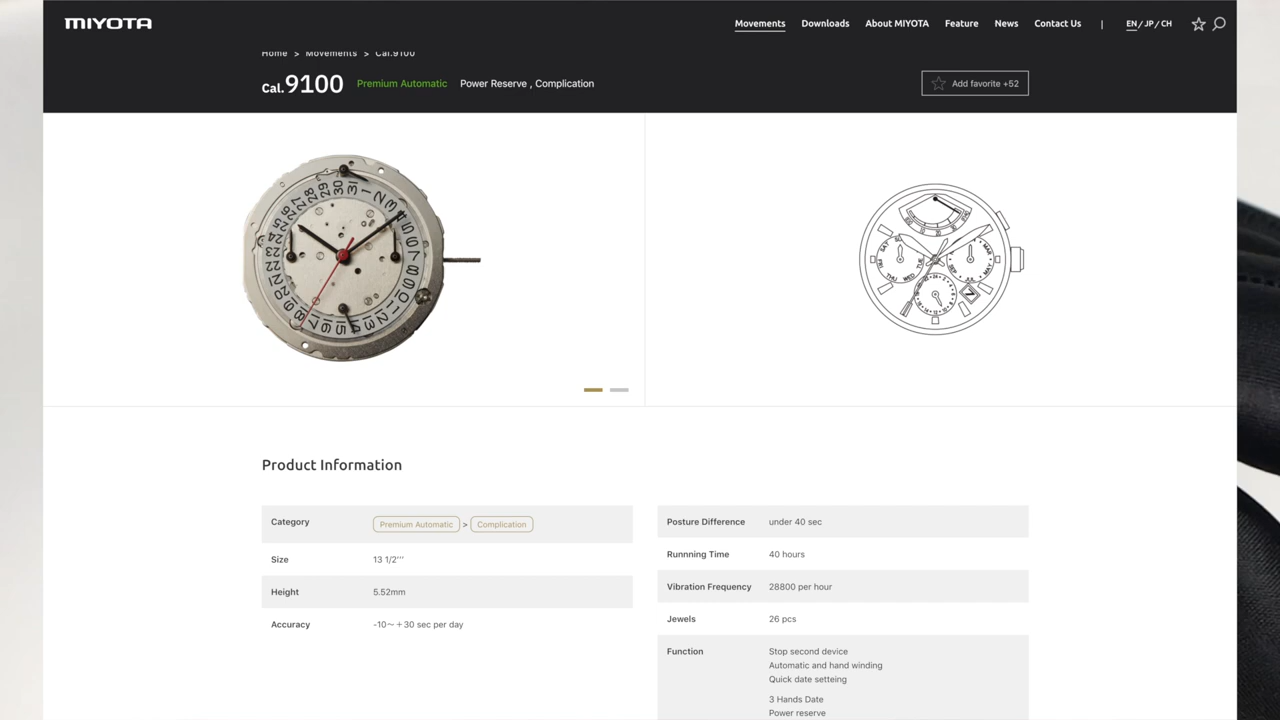 MIYOTA
Movements Downloads About MIYOTA Feature News Contact Us | EN / JP / CH
Home > Movements > Cal.9100
Cal.9100 Premium Automatic Power Reserve , Complication
Add favorite +52
Product Information
Category Premium Automatic > Complication
Size 13 1/2'''
Height 5.52mm
Accuracy -10～+30 sec per day
Posture Difference under 40 sec
Runnning Time 40 hours
Vibration Frequency 28800 per hour
Jewels 26 pcs
Function Stop second device
Automatic and hand winding
Quick date setteing
3 Hands Date
Power reserve